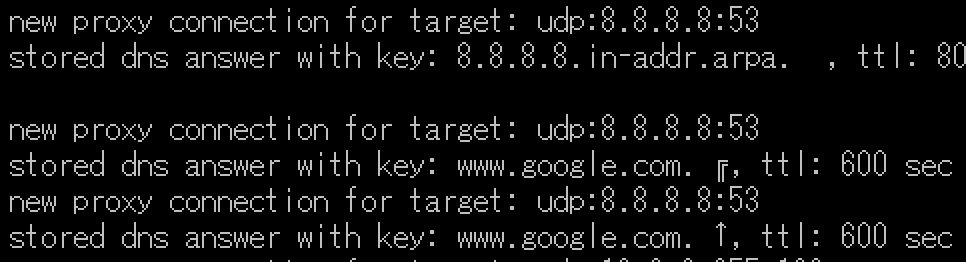 new proxy connection for target: udp:8.8.8.8:53
stored dns answer with key: 8.8.8.8.in-addr.arpa.  , ttl: 80
new proxy connection for target: udp:8.8.8.8:53
stored dns answer with key: www.google.com. ╔, ttl: 600 sec
new proxy connection for target: udp:8.8.8.8:53
stored dns answer with key: www.google.com. ↑, ttl: 600 sec